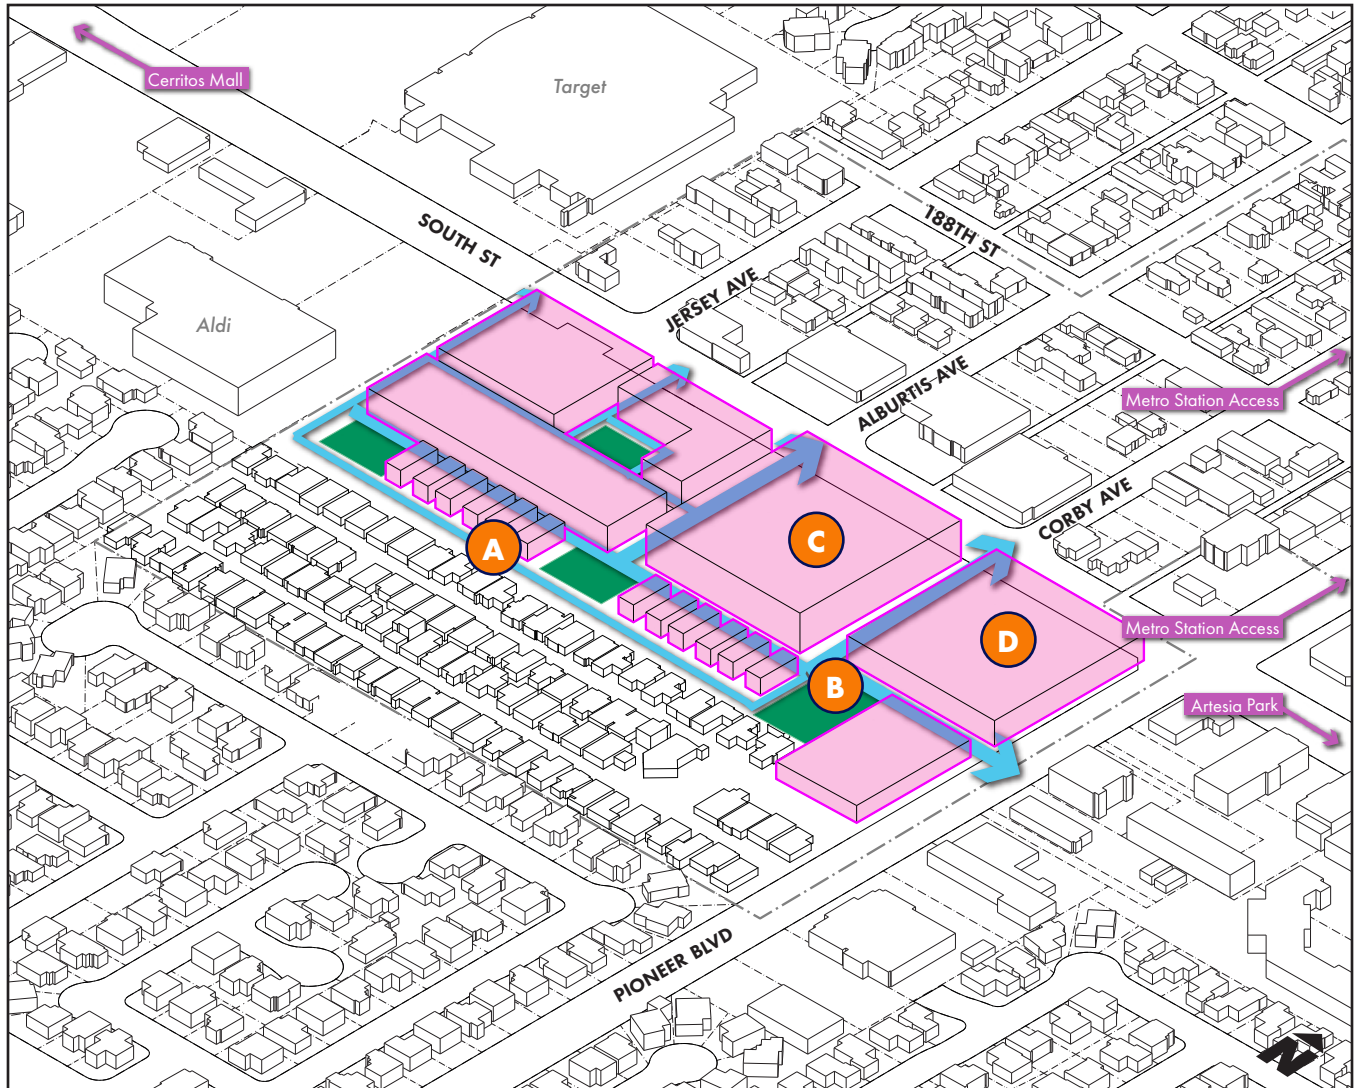 Cerritos Mall
Target
SOUTH ST
188TH ST
JERSEY AVE
Aldi
ALBURTIS AVE
Metro Station Access
CORBY AVE
A
C
Metro Station Access
D
B
Artesia Park
PIONEER BLVD
N